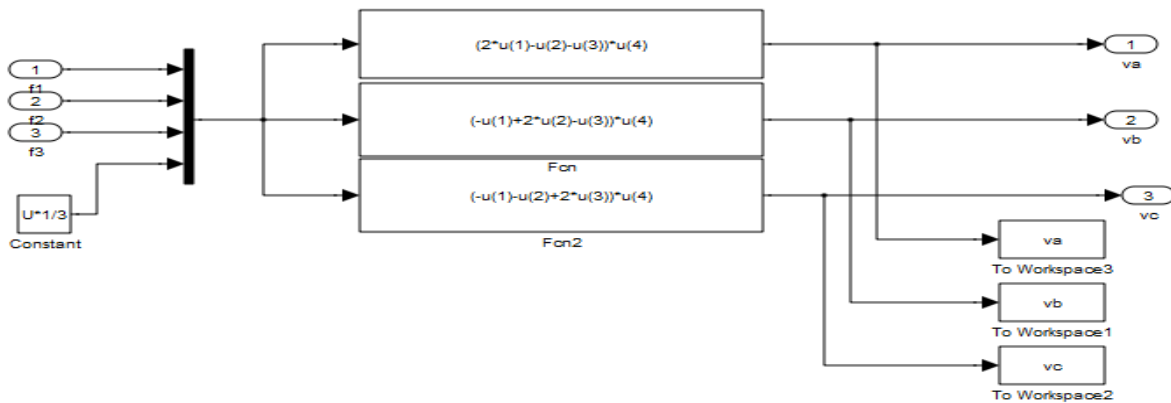 (2*u(1)-u(2)-u(3))*u(4)
1
va
1
f1
2
f2
3
f3
U*1/3
Constant
(-u(1)+2*u(2)-u(3))*u(4)
Fcn
2
vb
(-u(1)-u(2)+2*u(3))*u(4)
Fcn2
3
vc
va
To Workspace3
vb
To Workspace1
vc
To Workspace2